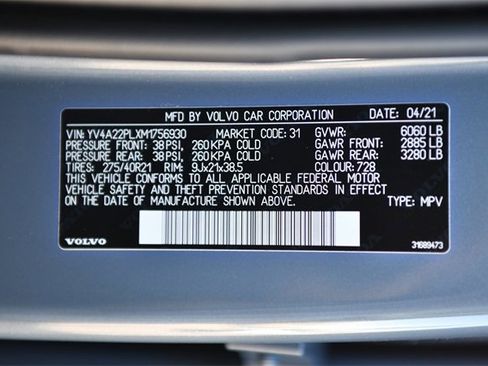 MFD BY VOLVO CAR CORPORATION DATE: 04/21
VIN: YV4A22PLXM1756930 MARKET CODE: 31 GVWR: 6060 LB
PRESSURE FRONT: 38 PSI, 260 KPA COLD GAWR FRONT: 2885 LB
PRESSURE REAR: 38 PSI, 260 KPA COLD GAWR REAR: 3280 LB
TIRES: 275/40R21 RIM: 9Jx21x38.5 COLOUR: 728
THIS VEHICLE CONFORMS TO ALL APPLICABLE FEDERAL MOTOR
VEHICLE SAFETY AND THEFT PREVENTION STANDARDS IN EFFECT
ON THE DATE OF MANUFACTURE SHOWN ABOVE. TYPE: MPV
VOLVO 31689473